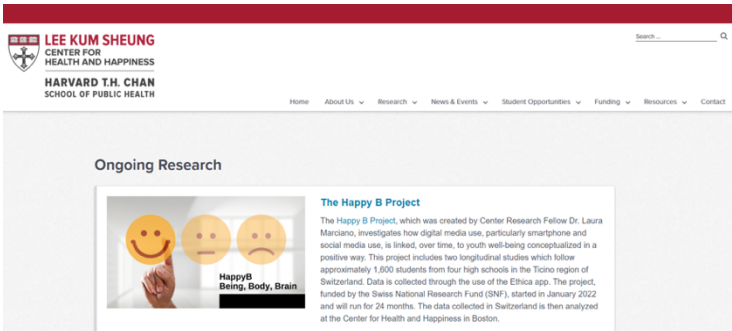 LEE KUM SHEUNG
CENTER FOR
HEALTH AND HAPPINESS
HARVARD T.H. CHAN
SCHOOL OF PUBLIC HEALTH
Search ...
Home About Us Research News & Events Student Opportunities Funding Resources Contact
Ongoing Research
HappyB
Being, Body, Brain
The Happy B Project
The Happy B Project, which was created by Center Research Fellow Dr. Laura
Marciano, investigates how digital media use, particularly smartphone and
social media use, is linked, over time, to youth well-being conceptualized in a
positive way. This project includes two longitudinal studies which follow
approximately 1,600 students from four high schools in the Ticino region of
Switzerland. Data is collected through the use of the Ethica app. The project,
funded by the Swiss National Research Fund (SNF), started in January 2022
and will run for 24 months. The data collected in Switzerland is then analyzed
at the Center for Health and Happiness in Boston.